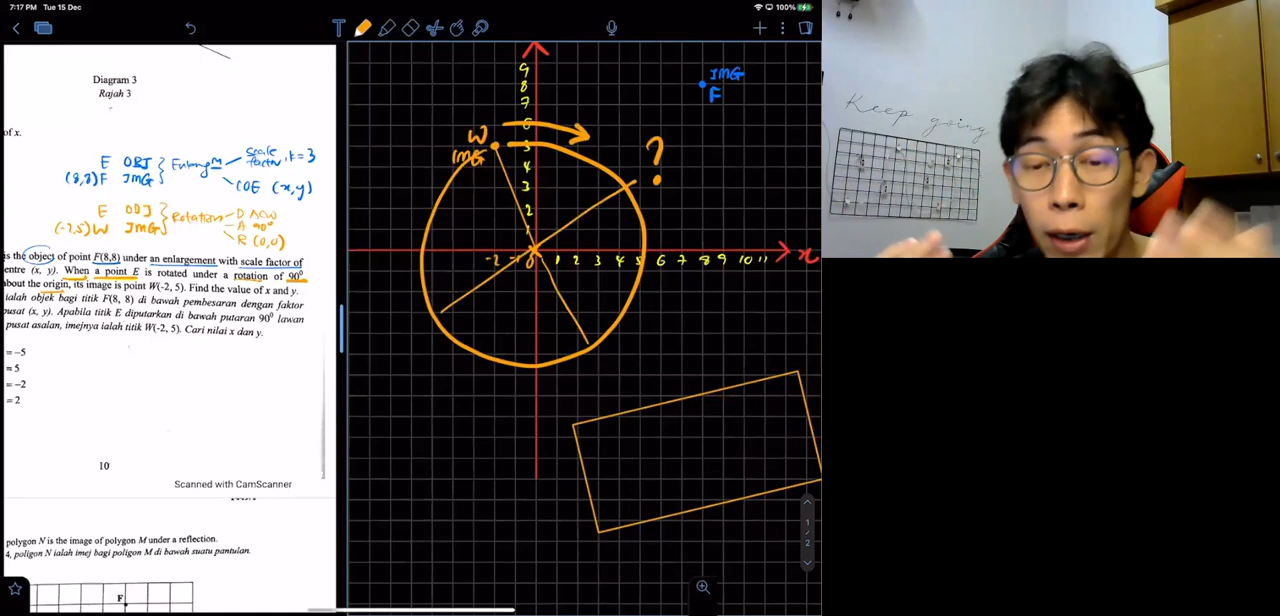 7:17 PM Tue 15 Dec
100%
Diagram 3
Rajah 3
of x.
E OBJ
(8,8) F IMG
Enlargm
Scale factor, k = 3
COE (x,y)
E OBJ
(-2,5) W IMG
Rotation
D ACW
A 90°
R (0,0)
is the object of point F(8,8) under an enlargement with scale factor of
entre (x, y). When a point E is rotated under a rotation of 90°
about the origin, its image is point W(-2, 5). Find the value of x and y.
ialah objek bagi titik F(8, 8) di bawah pembesaran dengan faktor
pusat (x, y). Apabila titik E diputarkan di bawah putaran 90° lawan
pusat asalan, imejnya ialah titik W(-2, 5). Cari nilai x dan y.
= −5
= 5
= −2
= 2
10
Scanned with CamScanner
polygon N is the image of polygon M under a reflection.
4, poligon N ialah imej bagi poligon M di bawah suatu pantulan.
F
T
9
8
7
6
5
4
3
2
1
-2 -1 0 1 2 3 4 5 6 7 8 9 10 11 x
W
IMG
?
IMG
F
1
2
Keep going